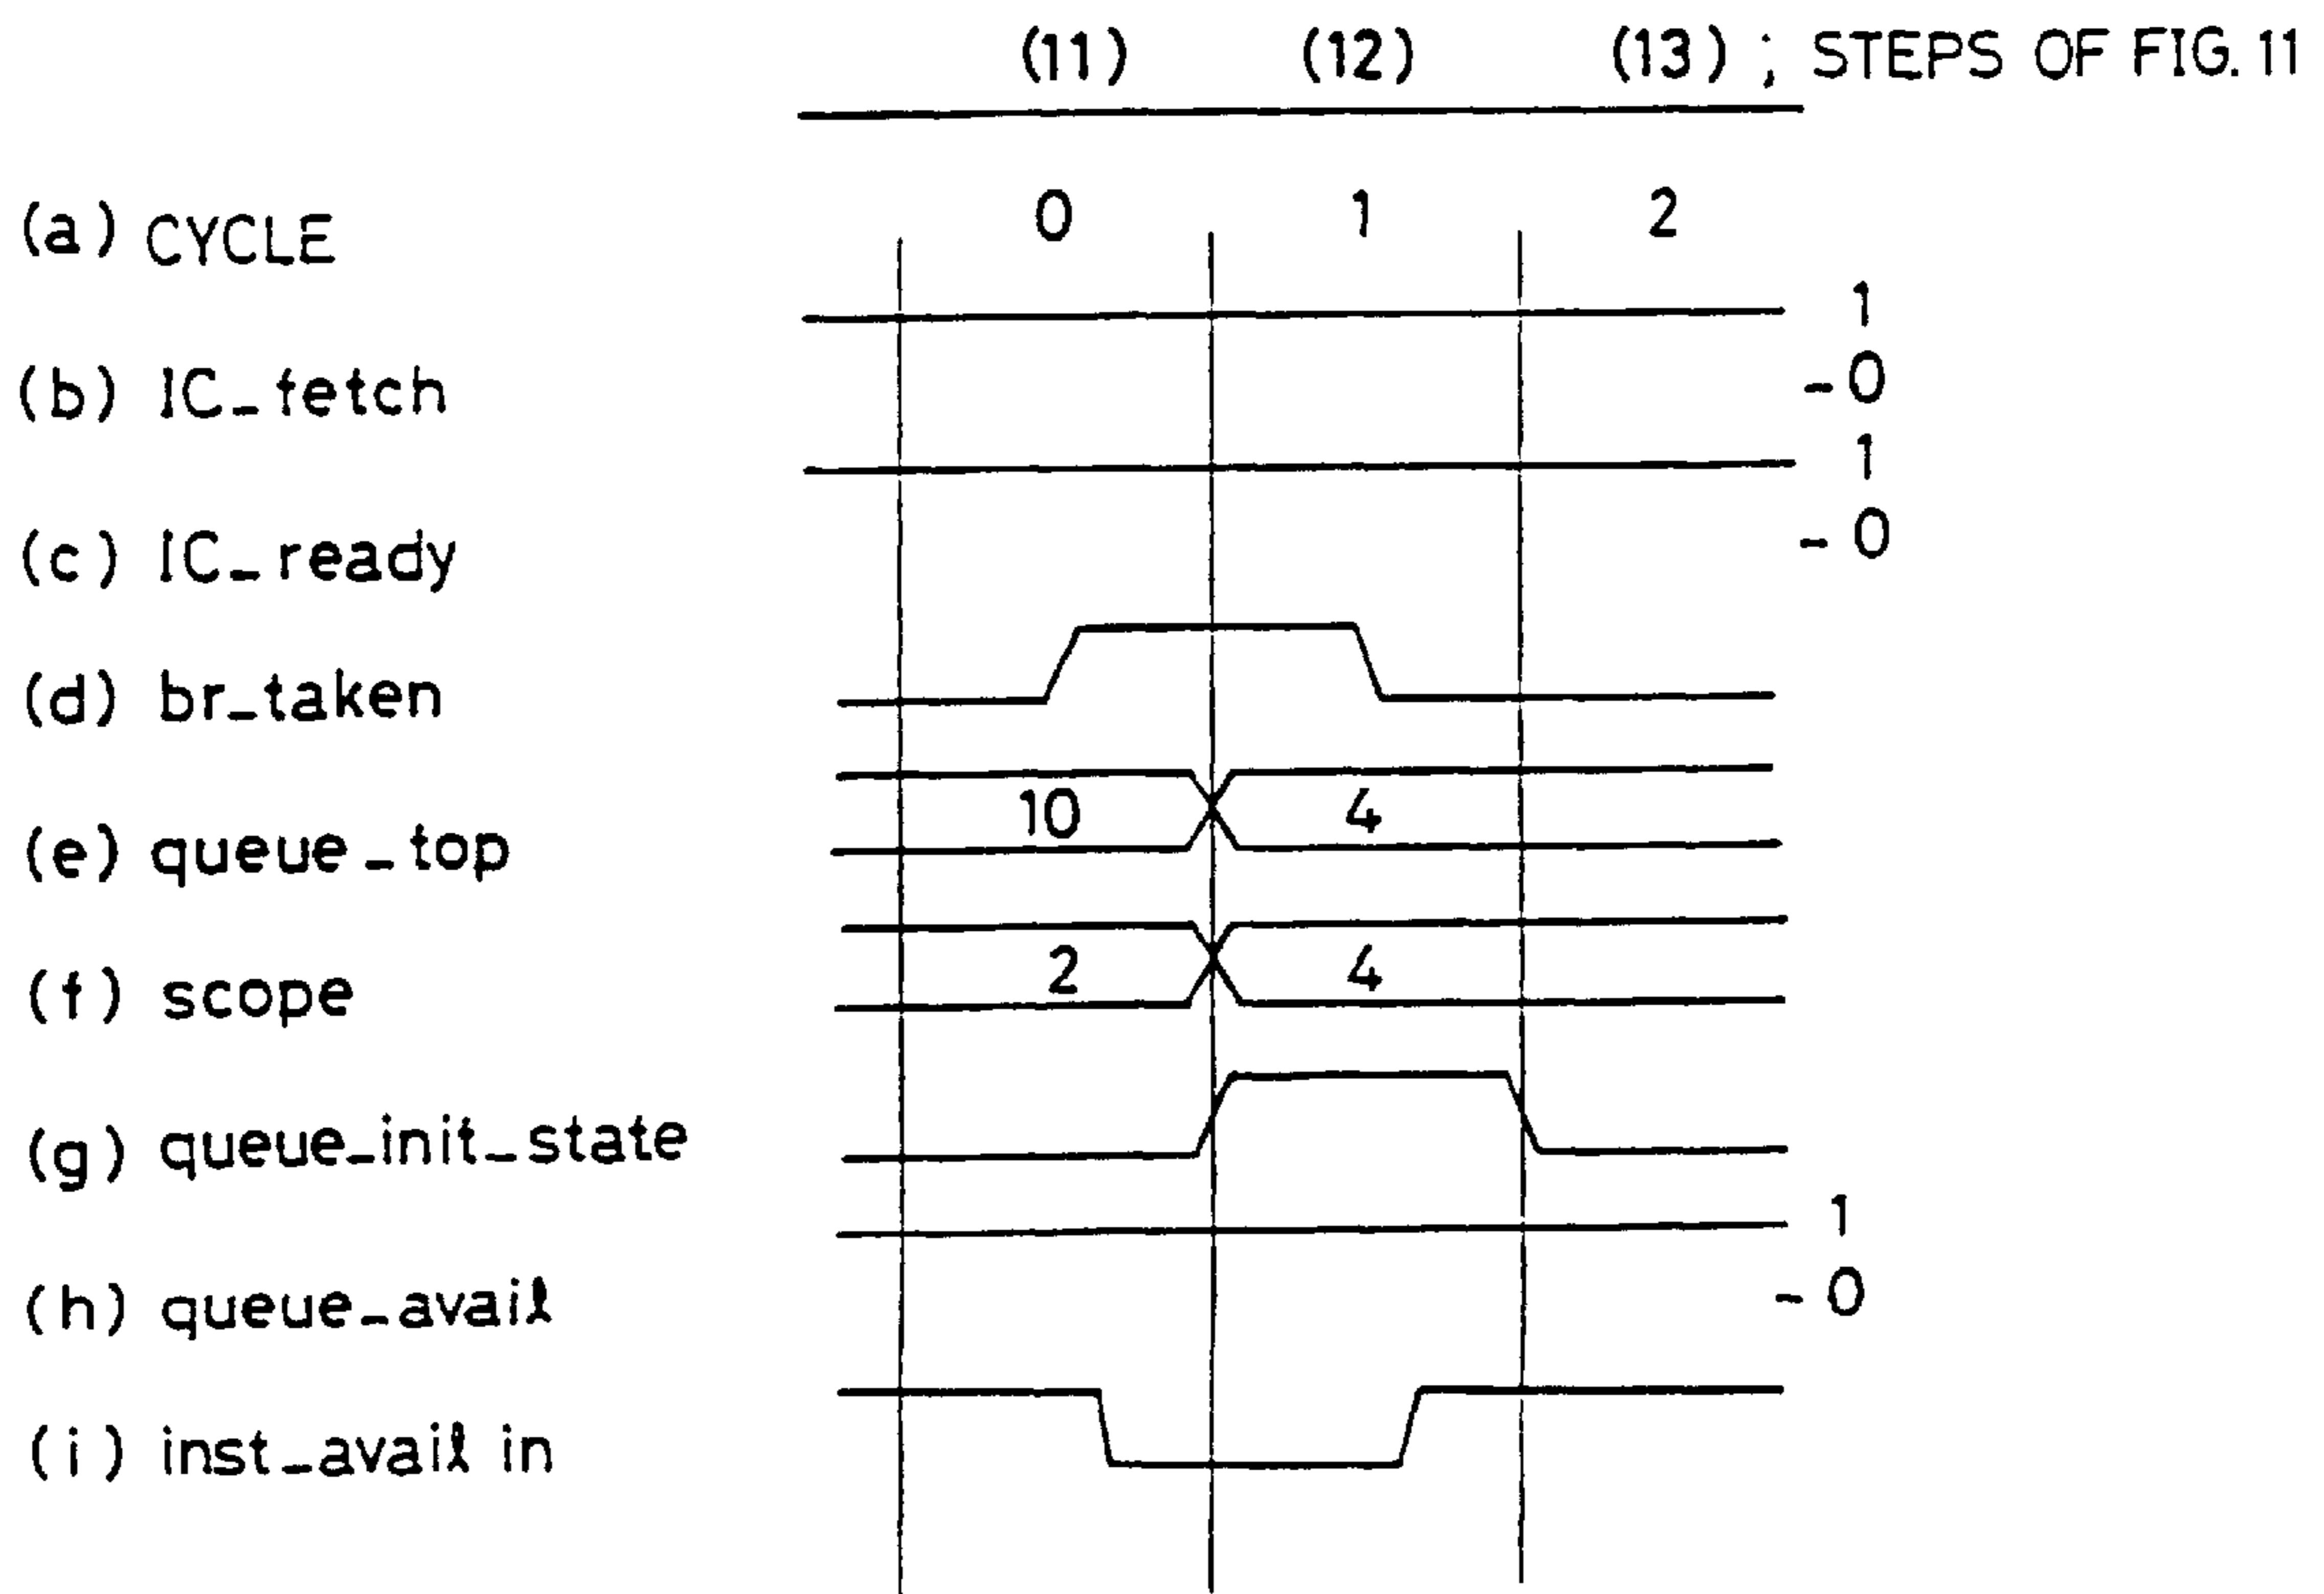 (11) (12) (13) ; STEPS OF FIG. 11
(a) CYCLE 0 1 2
1
(b) IC_fetch -0
1
(c) IC_ready -0
(d) br_taken
(e) queue_top 10 4
(f) scope 2 4
(g) queue_init_state
1
(h) queue_avail -0
(i) inst_avail in